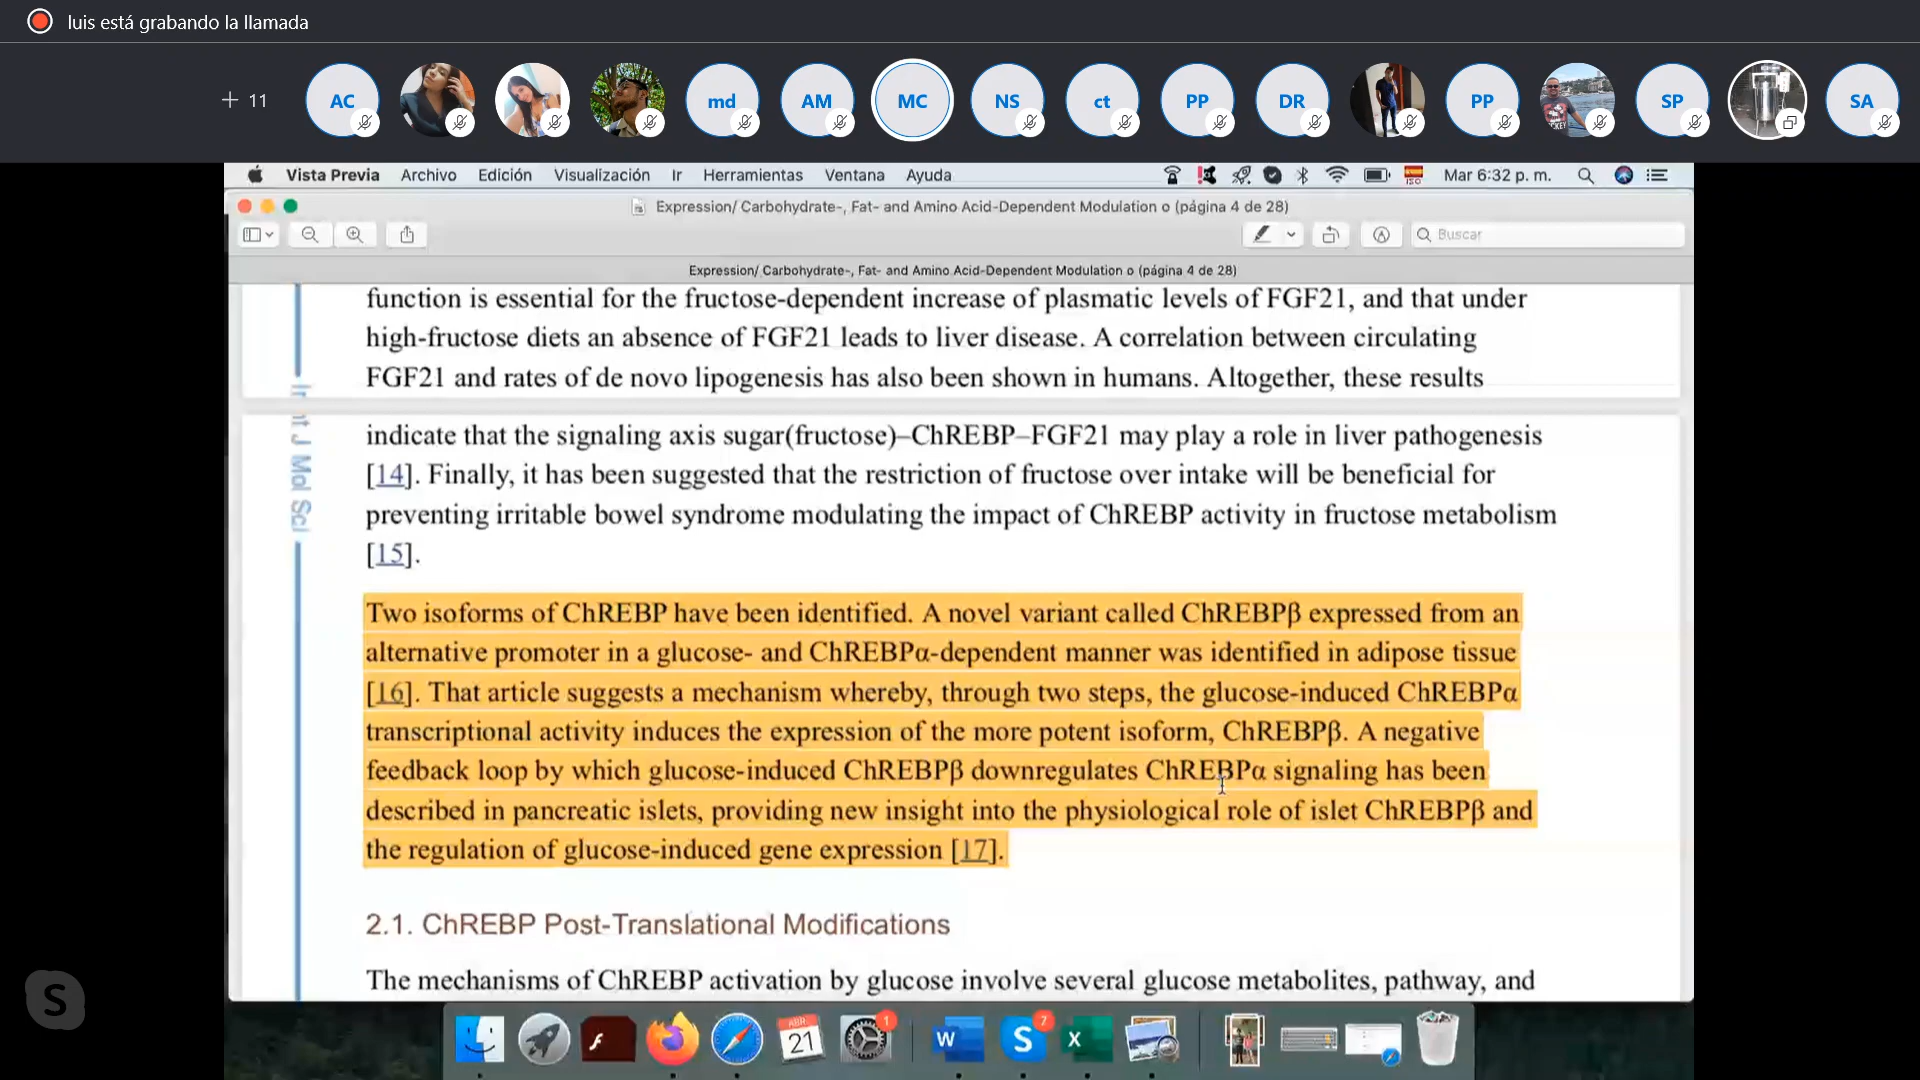 luis está grabando la llamada
+ 11
AC
md
AM
MC
NS
ct
PP
DR
PP
SP
SA
Vista Previa Archivo Edición Visualización Ir Herramientas Ventana Ayuda
ISO
Mar 6:32 p. m.
Expression/ Carbohydrate-, Fat- and Amino Acid-Dependent Modulation o (página 4 de 28)
Buscar
Expression/ Carbohydrate-, Fat- and Amino Acid-Dependent Modulation o (página 4 de 28)
function is essential for the fructose-dependent increase of plasmatic levels of FGF21, and that under
high-fructose diets an absence of FGF21 leads to liver disease. A correlation between circulating
FGF21 and rates of de novo lipogenesis has also been shown in humans. Altogether, these results
indicate that the signaling axis sugar(fructose)–ChREBP–FGF21 may play a role in liver pathogenesis
[14]. Finally, it has been suggested that the restriction of fructose over intake will be beneficial for
preventing irritable bowel syndrome modulating the impact of ChREBP activity in fructose metabolism
[15].
Two isoforms of ChREBP have been identified. A novel variant called ChREBPβ expressed from an
alternative promoter in a glucose- and ChREBPα-dependent manner was identified in adipose tissue
[16]. That article suggests a mechanism whereby, through two steps, the glucose-induced ChREBPα
transcriptional activity induces the expression of the more potent isoform, ChREBPβ. A negative
feedback loop by which glucose-induced ChREBPβ downregulates ChREBPα signaling has been
described in pancreatic islets, providing new insight into the physiological role of islet ChREBPβ and
the regulation of glucose-induced gene expression [17].
2.1. ChREBP Post-Translational Modifications
The mechanisms of ChREBP activation by glucose involve several glucose metabolites, pathway, and
J Mol Sci
S
ABR
21
1
W
S
7
X